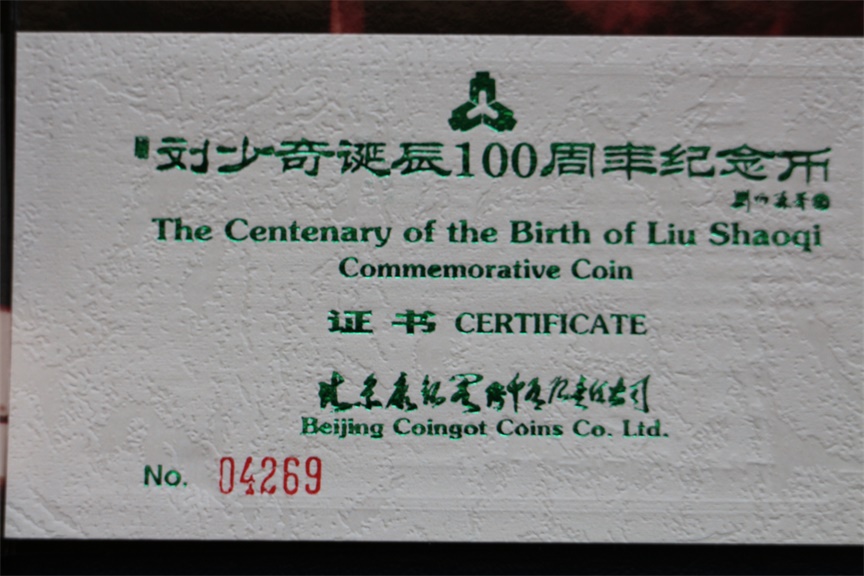 刘少奇诞辰100周年纪念币
The Centenary of the Birth of Liu Shaoqi
Commemorative Coin
证书 CERTIFICATE
Beijing Coingot Coins Co. Ltd.
No. 04269